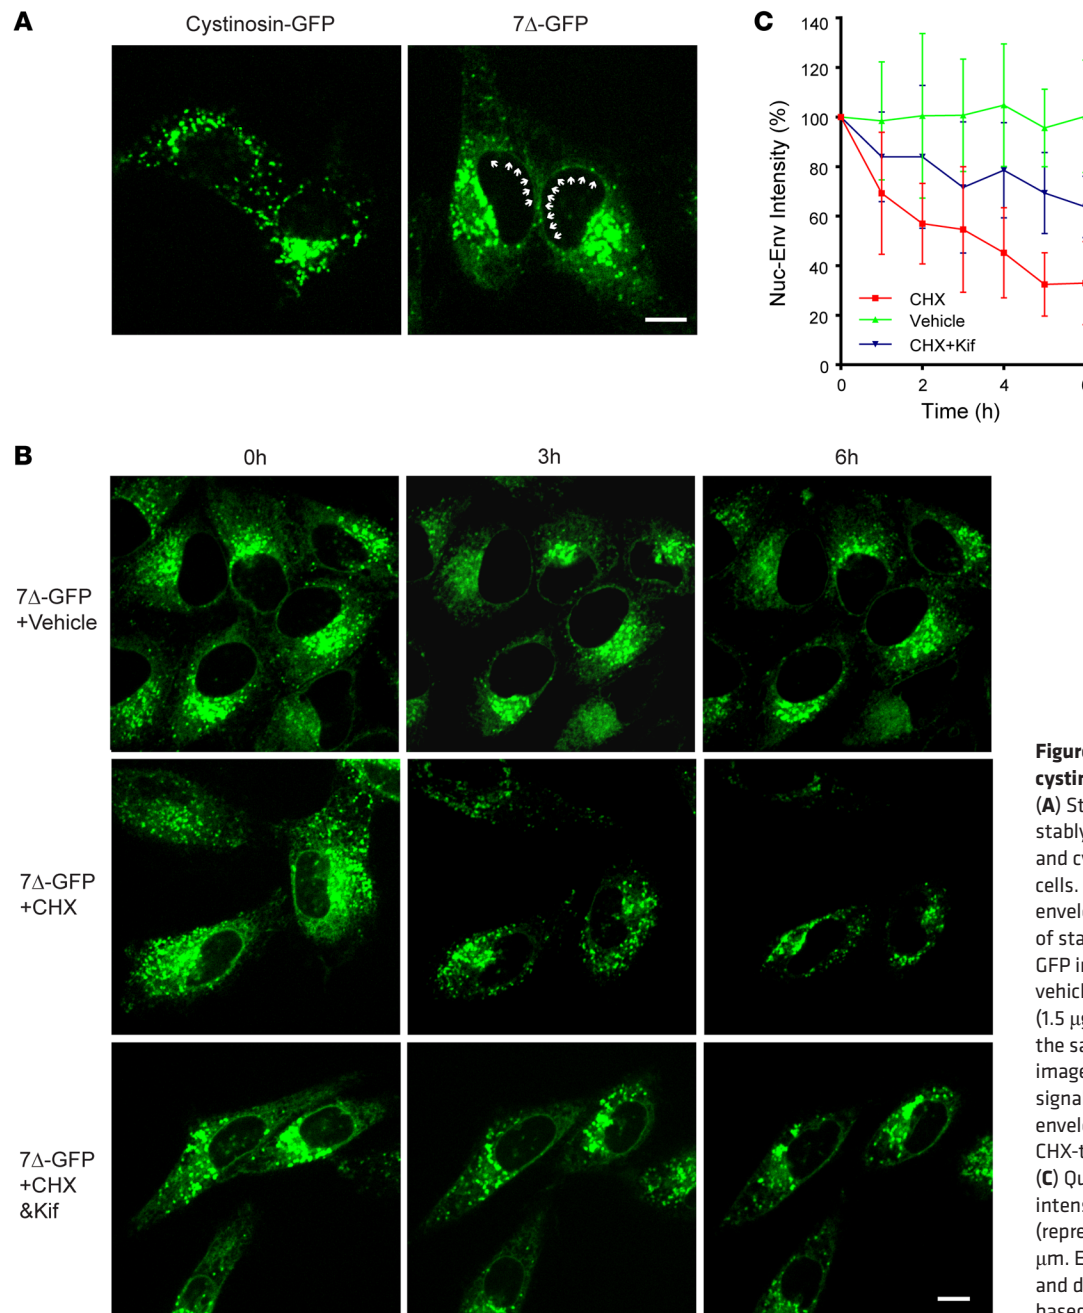 A
Cystinosin-GFP
7Δ-GFP
C
140
120
100
80
60
40
20
0
Nuc-Env Intensity (%)
CHX
Vehicle
CHX+Kif
0
2
4
Time (h)
B
0h
3h
6h
7Δ-GFP
+Vehicle
7Δ-GFP
+CHX
7Δ-GFP
+CHX
&Kif
Figure
(A) St
stably
and cy
cells.
of sta
GFP in
vehicl
(1.5 μg
the sa
image
signa
CHX-t
(C) Qu
intens
(repre
μm. E
and d
based